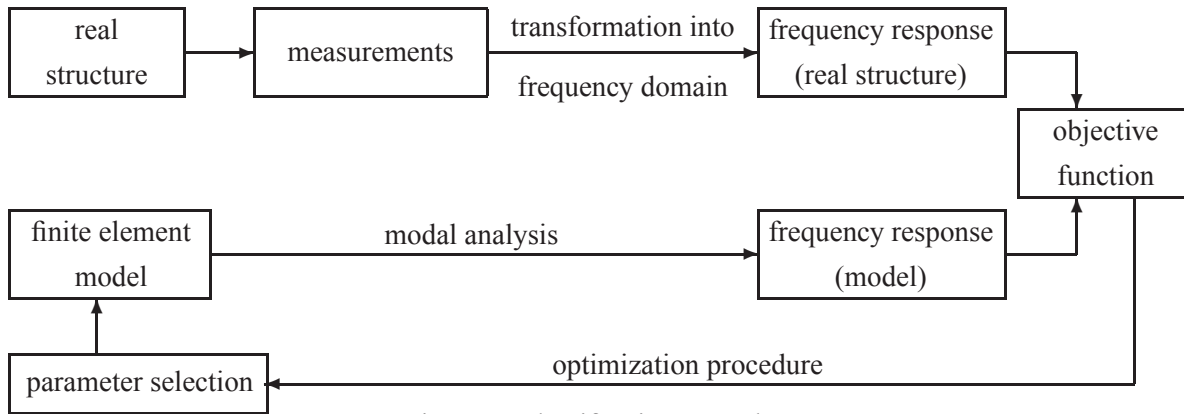 real
structure
measurements
transformation into
frequency domain
frequency response
(real structure)
objective
function
finite element
model
modal analysis
frequency response
(model)
parameter selection
optimization procedure